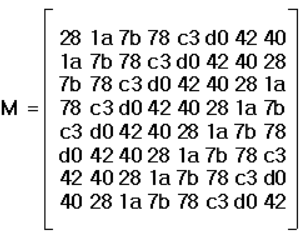 28 1a 7b 78 c3 d0 42 40
1a 7b 78 c3 d0 42 40 28
7b 78 c3 d0 42 40 28 1a
M = 78 c3 d0 42 40 28 1a 7b
c3 d0 42 40 28 1a 7b 78
d0 42 40 28 1a 7b 78 c3
42 40 28 1a 7b 78 c3 d0
40 28 1a 7b 78 c3 d0 42